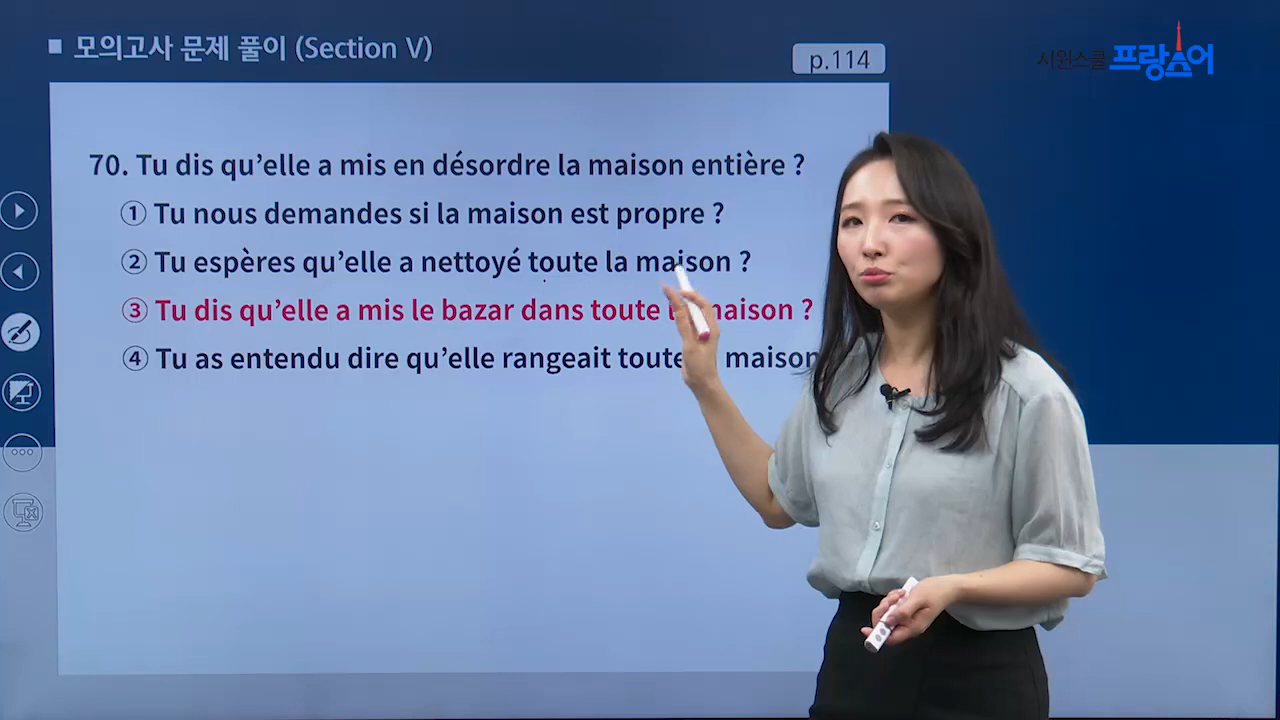 ■ 모의고사 문제 풀이 (Section V)
p.114
시원스쿨 프랑스어
70. Tu dis qu’elle a mis en désordre la maison entière ?
① Tu nous demandes si la maison est propre ?
② Tu espères qu’elle a nettoyé toute la maison ?
③ Tu dis qu’elle a mis le bazar dans toute maison ?
④ Tu as entendu dire qu’elle rangeait toute maison